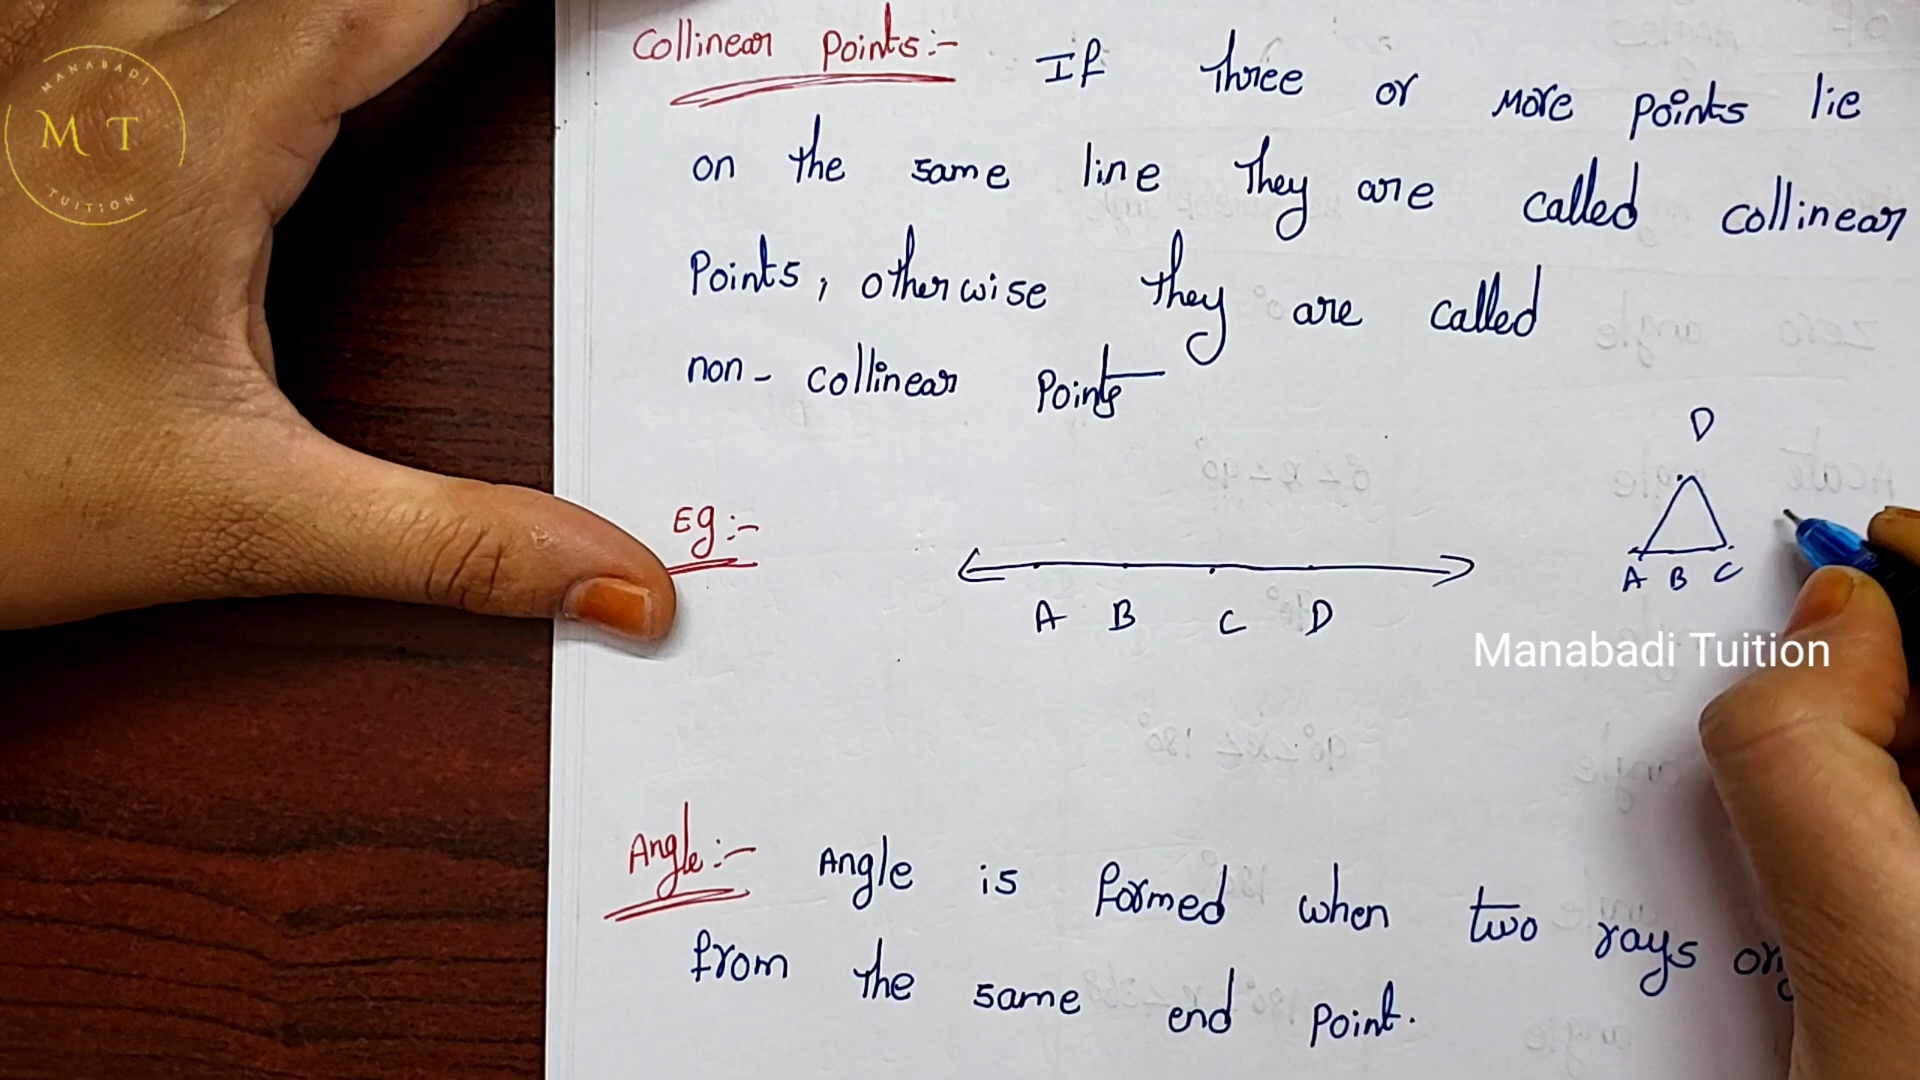 MANABADI
M T
TUITION
Collinear Points:- If three or more points lie
on the same line they are called collinear
Points, otherwise they are called
non-collinear Points
D
Eg:-
A B C
A B C D
Manabadi Tuition
Angle:- Angle is formed when two rays
from the same end point.